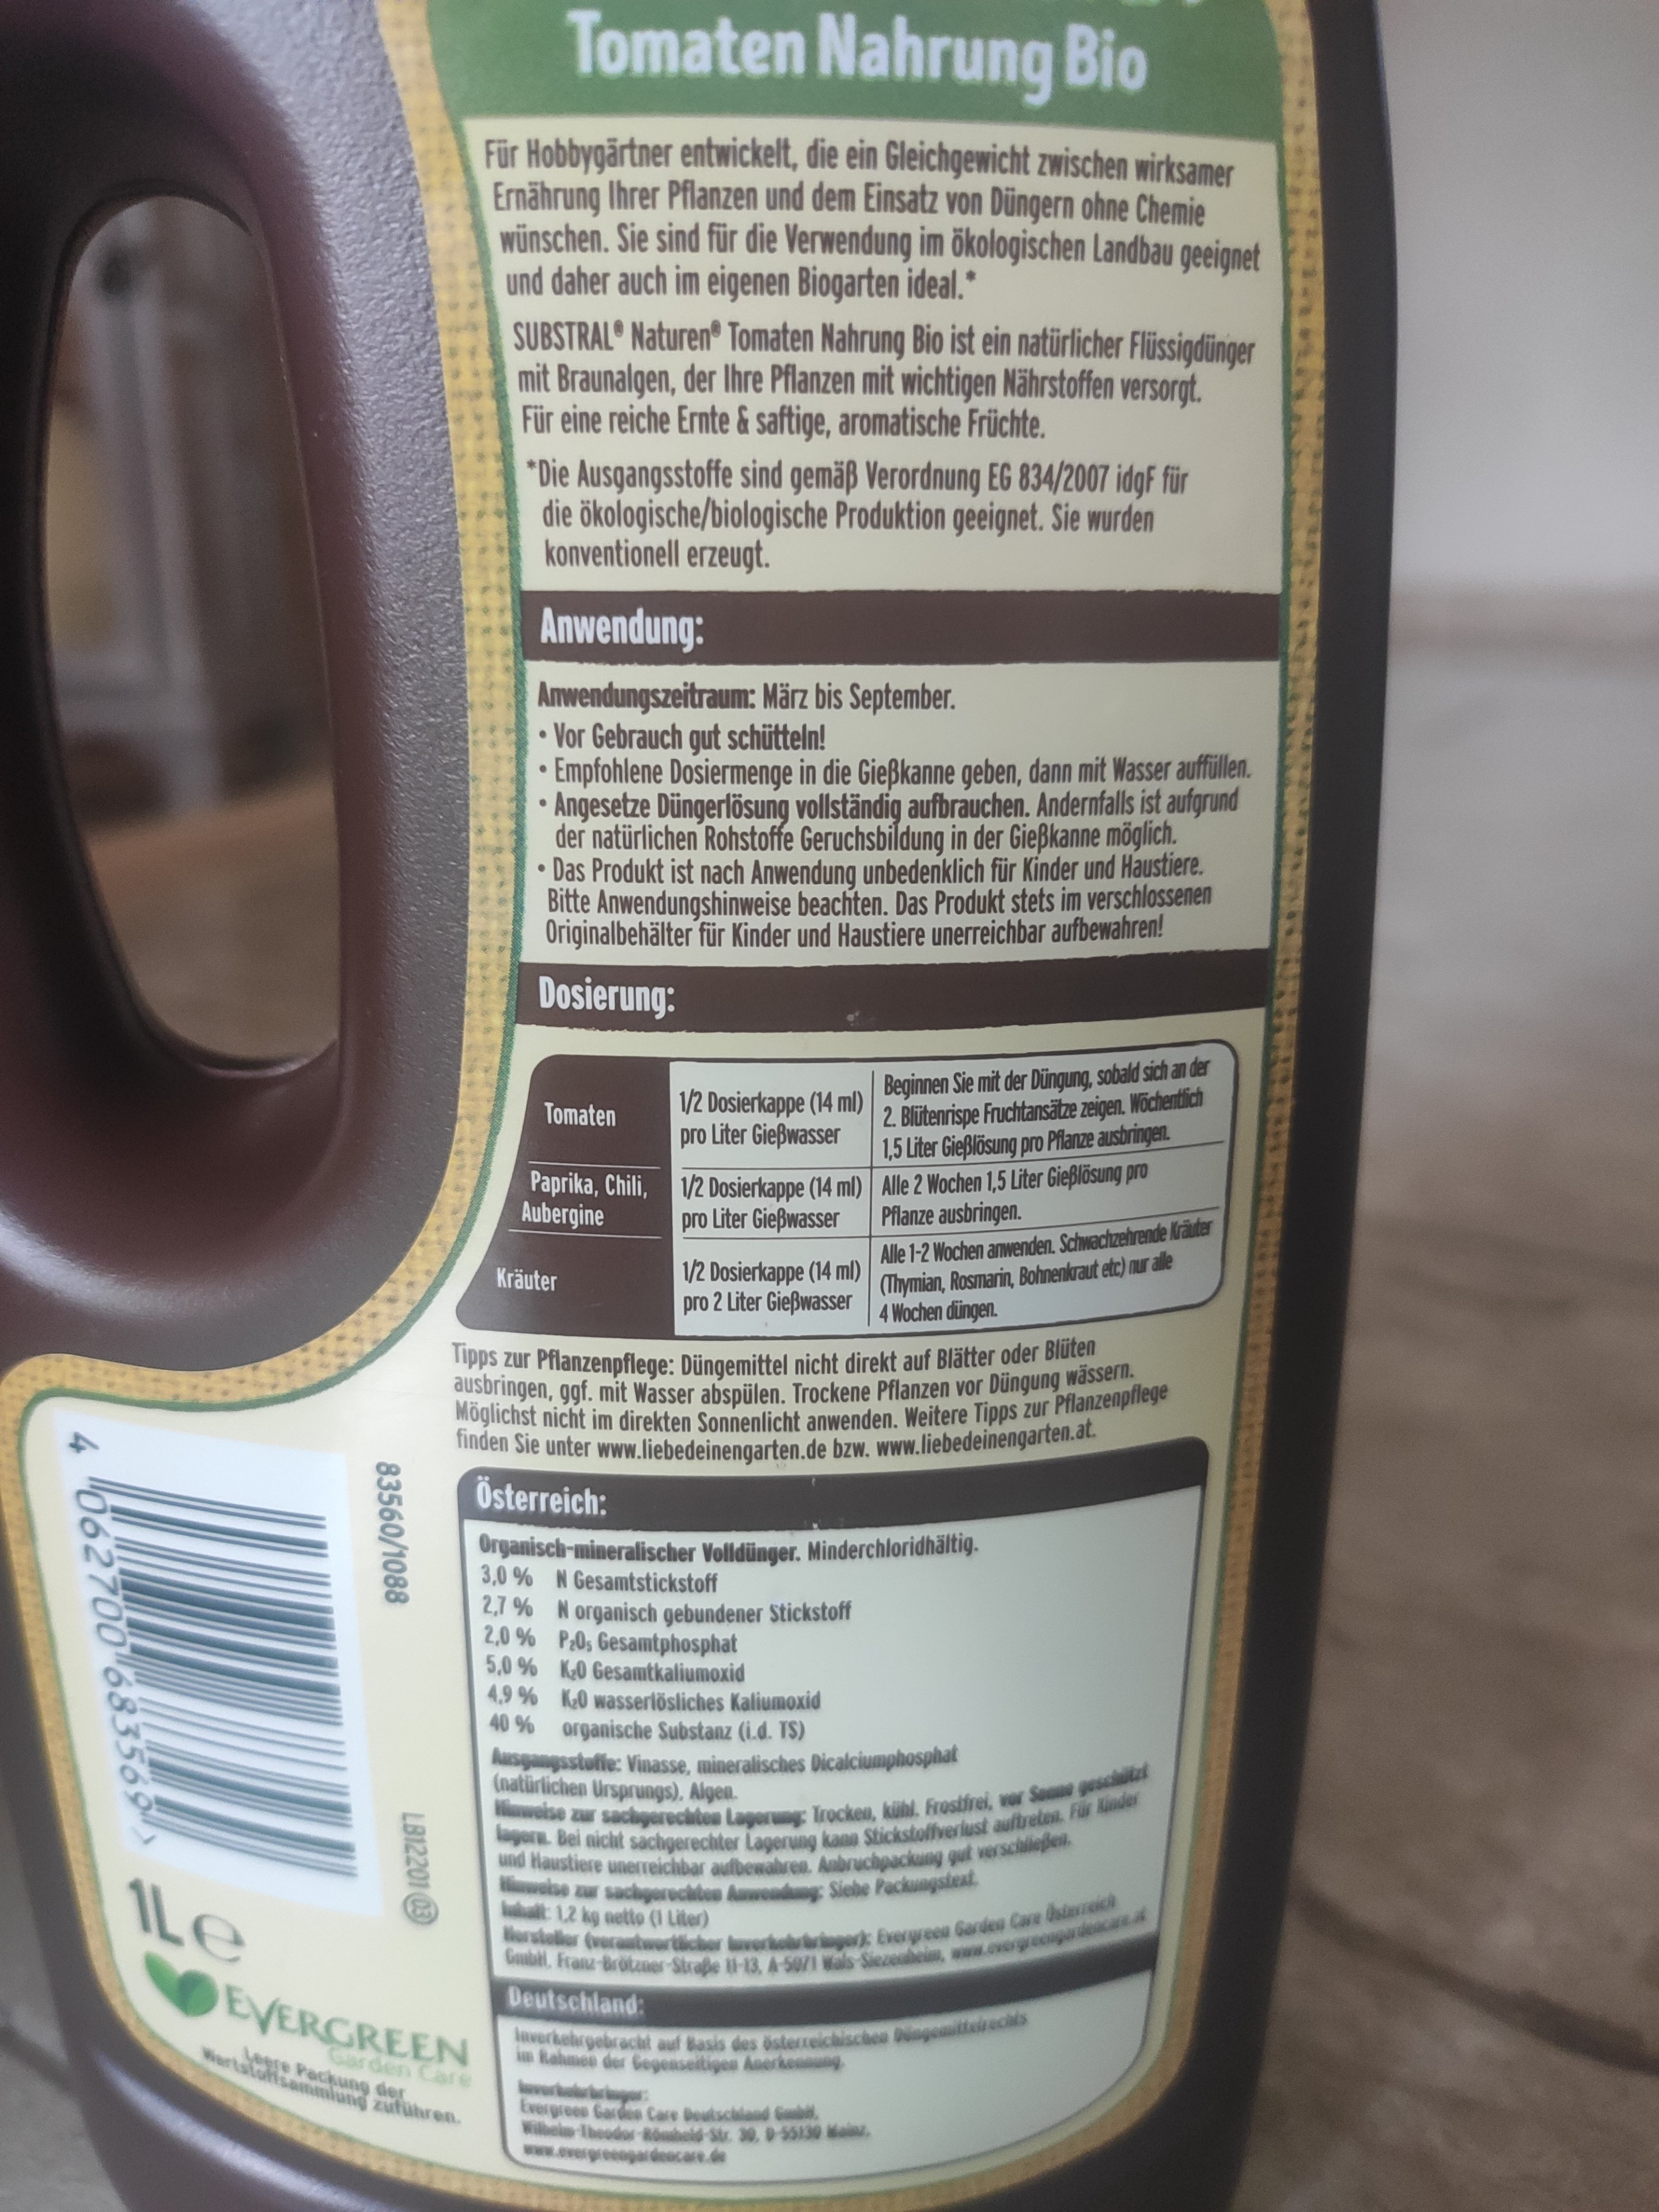 Tomaten Nahrung Bio
Für Hobbygärtner entwickelt, die ein Gleichgewicht zwischen wirksamer
Ernährung Ihrer Pflanzen und dem Einsatz von Düngern ohne Chemie
wünschen. Sie sind für die Verwendung im ökologischen Landbau geeignet
und daher auch im eigenen Biogarten ideal.*
SUBSTRAL® Naturen® Tomaten Nahrung Bio ist ein natürlicher Flüssigdünger
mit Braunalgen, der Ihre Pflanzen mit wichtigen Nährstoffen versorgt.
Für eine reiche Ernte & saftige, aromatische Früchte.
*Die Ausgangsstoffe sind gemäß Verordnung EG 834/2007 idgF für
die ökologische/biologische Produktion geeignet. Sie wurden
konventionell erzeugt.
Anwendung:
Anwendungszeitraum: März bis September.
• Vor Gebrauch gut schütteln!
• Empfohlene Dosiermenge in die Gießkanne geben, dann mit Wasser auffüllen.
• Angesetze Düngerlösung vollständig aufbrauchen. Andernfalls ist aufgrund
der natürlichen Rohstoffe Geruchsbildung in der Gießkanne möglich.
• Das Produkt ist nach Anwendung unbedenklich für Kinder und Haustiere.
Bitte Anwendungshinweise beachten. Das Produkt stets im verschlossenen
Originalbehälter für Kinder und Haustiere unerreichbar aufbewahren!
Dosierung:
Tomaten
1/2 Dosierkappe (14 ml)
pro Liter Gießwasser
Beginnen Sie mit der Düngung, sobald sich an der
2. Blütenrispe Fruchtansätze zeigen. Wöchentlich
1,5 Liter Gießlösung pro Pflanze ausbringen.
Paprika, Chili,
Aubergine
1/2 Dosierkappe (14 ml)
pro Liter Gießwasser
Alle 2 Wochen 1,5 Liter Gießlösung pro
Pflanze ausbringen.
Kräuter
1/2 Dosierkappe (14 ml)
pro 2 Liter Gießwasser
Alle 1-2 Wochen anwenden. Schwachzehrende Kräuter
(Thymian, Rosmarin, Bohnenkraut etc) nur alle
4 Wochen düngen.
Tipps zur Pflanzenpflege: Düngemittel nicht direkt auf Blätter oder Blüten
ausbringen, ggf. mit Wasser abspülen. Trockene Pflanzen vor Düngung wässern.
Möglichst nicht im direkten Sonnenlicht anwenden. Weitere Tipps zur Pflanzenpflege
finden Sie unter www.liebedeinengarten.de bzw. www.liebedeinengarten.at.
Österreich:
Organisch-mineralischer Volldünger. Minderchloridhältig.
3,0 % N Gesamtstickstoff
2,7 % N organisch gebundener Stickstoff
2,0 % P₂O₅ Gesamtphosphat
5,0 % K₂O Gesamtkaliumoxid
4,9 % K₂O wasserlösliches Kaliumoxid
40 % organische Substanz (i.d. TS)
Ausgangsstoffe: Vinasse, mineralisches Dicalciumphosphat
(natürlichen Ursprungs), Algen.
Hinweise zur sachgerechten Lagerung: Trocken, kühl. Frostfrei, vor Sonne geschützt
lagern. Bei nicht sachgerechter Lagerung kann Stickstoffverlust auftreten. Für Kinder
und Haustiere unerreichbar aufbewahren. Anbruchpackung gut verschließen.
Hinweise zur sachgerechten Anwendung: Siehe Packungstext.
Inhalt: 1,2 kg netto (1 Liter)
Hersteller (verantwortlicher Inverkehrbringer): Evergreen Garden Care Österreich
GmbH, Franz-Brötzner-Straße 11-13, A-5071 Wals-Siezenheim, www.evergreengardencare.at
Deutschland:
Inverkehrgebracht auf Basis des österreichischen Düngemittelrechts
im Rahmen der Gegenseitigen Anerkennung.
Inverkehrbringer:
Evergreen Garden Care Deutschland GmbH,
Wilhelm-Theodor-Römheld-Str. 30, D-55130 Mainz,
www.evergreengardencare.de
4 062700 683569 >
83560/1088
LB12201 03
1L e
EVERGREEN
Garden Care
Leere Packung der
Wertstoffsammlung zuführen.